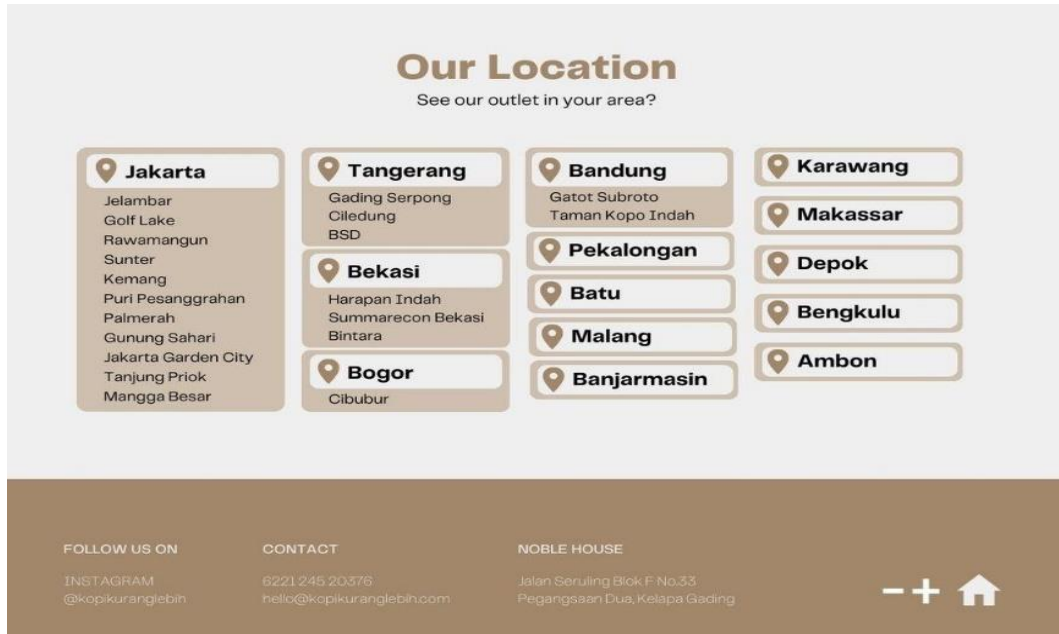 Our Location
See our outlet in your area?
Jakarta
Jelambar
Golf Lake
Rawamangun
Sunter
Kemang
Puri Pesanggrahan
Palmerah
Gunung Sahari
Jakarta Garden City
Tanjung Priok
Mangga Besar
Tangerang
Gading Serpong
Ciledung
BSD
Bekasi
Harapan Indah
Summarecon Bekasi
Bintara
Bogor
Cibubur
Bandung
Gatot Subroto
Taman Kopo Indah
Pekalongan
Batu
Malang
Banjarmasin
Karawang
Makassar
Depok
Bengkulu
Ambon
FOLLOW US ON
INSTAGRAM
@kopikuranglebih
CONTACT
6221 245 20376
hello@kopikuranglebih.com
NOBLE HOUSE
Jalan Seruling Blok F No.33
Pegangsaan Dua, Kelapa Gading